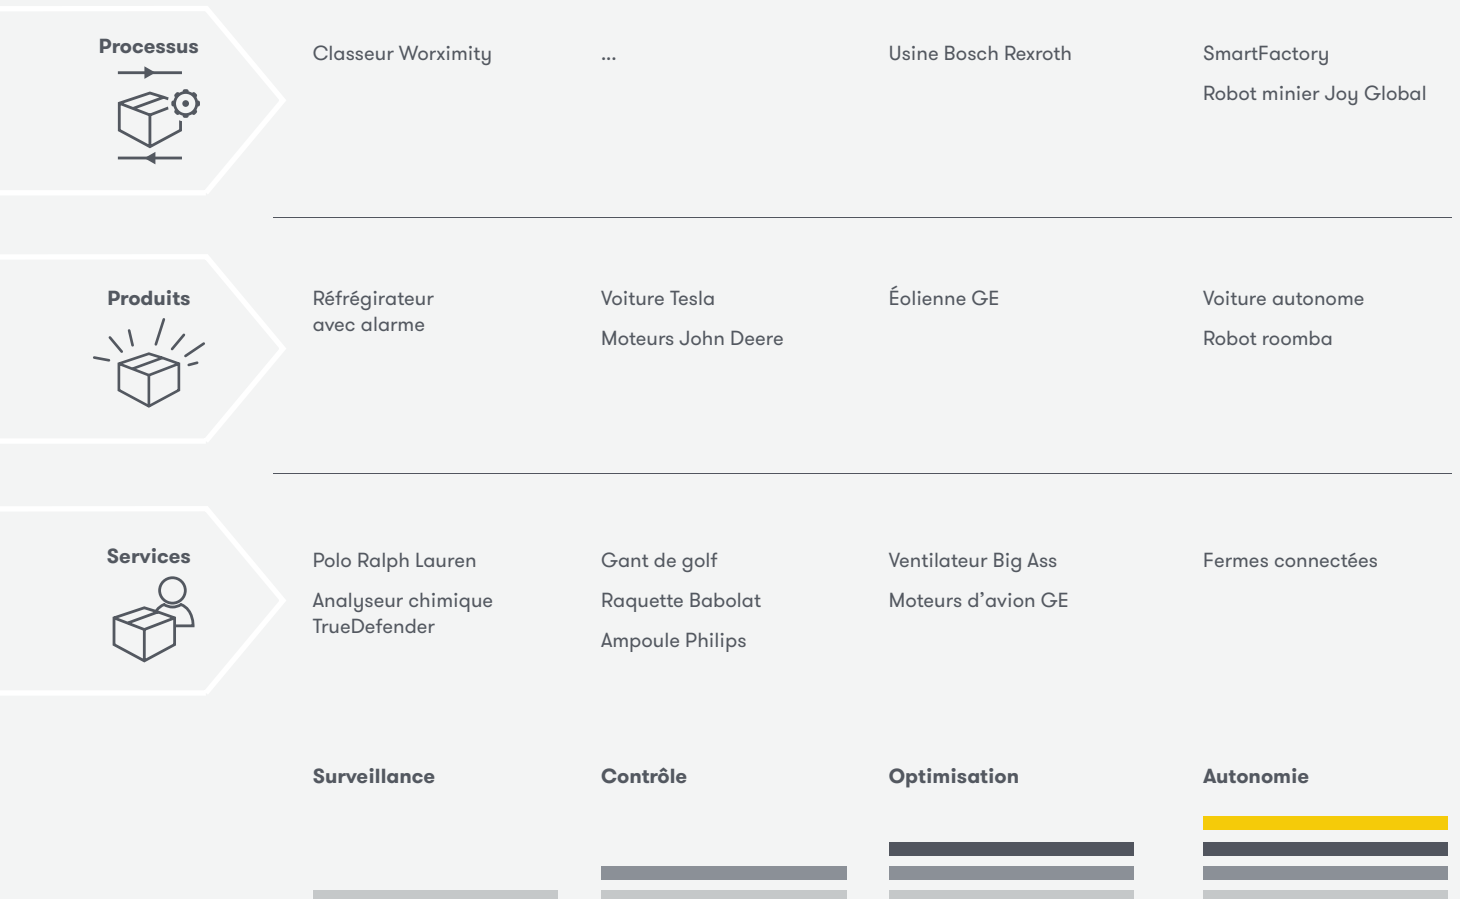 Processus
Classeur Worximity
...
Usine Bosch Rexroth
SmartFactory
Robot minier Joy Global
Produits
Réfrégirateur
avec alarme
Voiture Tesla
Moteurs John Deere
Éolienne GE
Voiture autonome
Robot roomba
Services
Polo Ralph Lauren
Analyseur chimique
TrueDefender
Gant de golf
Raquette Babolat
Ampoule Philips
Ventilateur Big Ass
Moteurs d’avion GE
Fermes connectées
Surveillance
Contrôle
Optimisation
Autonomie